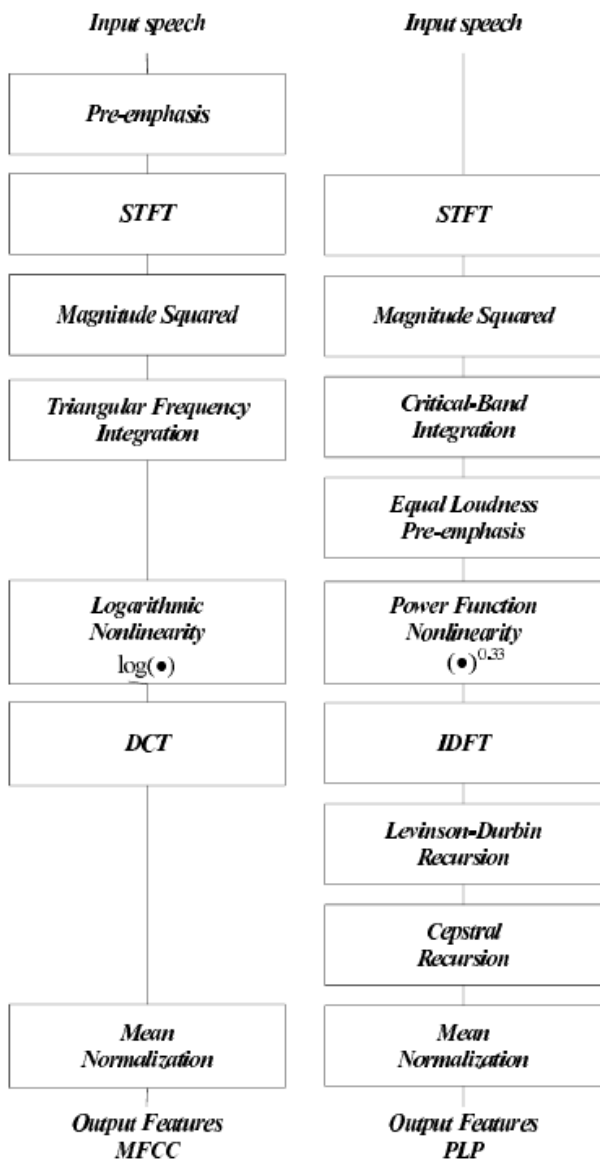 Input speech
Pre-emphasis
STFT
Magnitude Squared
Triangular Frequency
Integration
Logarithmic
Nonlinearity
log(•)
DCT
Mean
Normalization
Output Features
MFCC
Input speech
STFT
Magnitude Squared
Critical-Band
Integration
Equal Loudness
Pre-emphasis
Power Function
Nonlinearity
(•)^0.33
IDFT
Levinson-Durbin
Recursion
Cepstral
Recursion
Mean
Normalization
Output Features
PLP